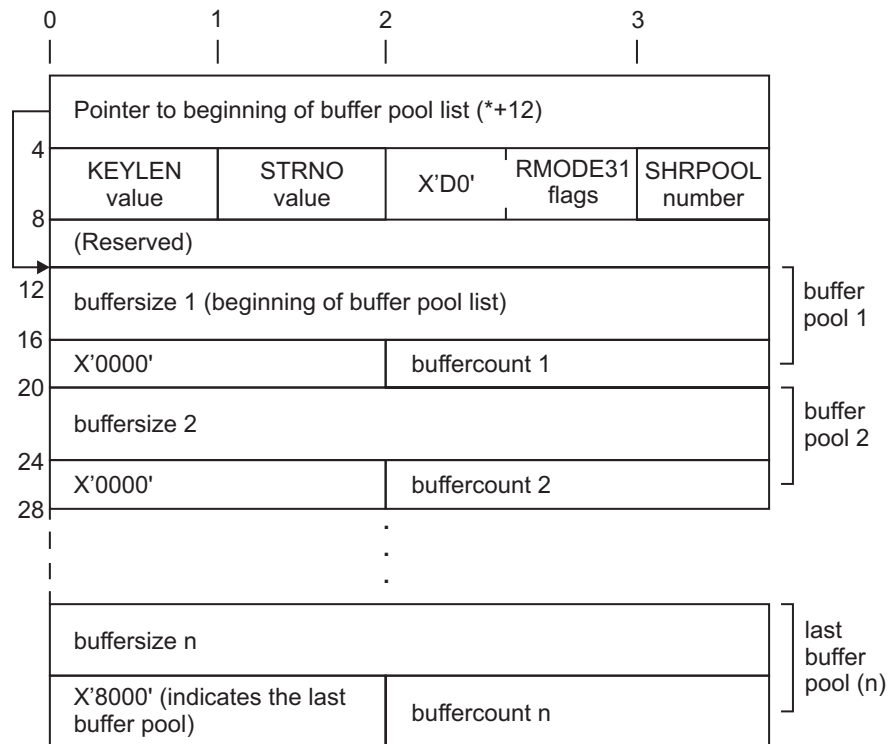 0 1 2 3
Pointer to beginning of buffer pool list (*+12)
4
KEYLEN
value
STRNO
value
X'D0'
RMODE31
flags
SHRPOOL
number
8
(Reserved)
12
buffersize 1 (beginning of buffer pool list)
buffer
pool 1
16
X'0000'
buffercount 1
20
buffersize 2
buffer
pool 2
24
X'0000'
buffercount 2
28
.
.
.
buffersize n
last
buffer
pool (n)
X'8000' (indicates the last
buffer pool)
buffercount n